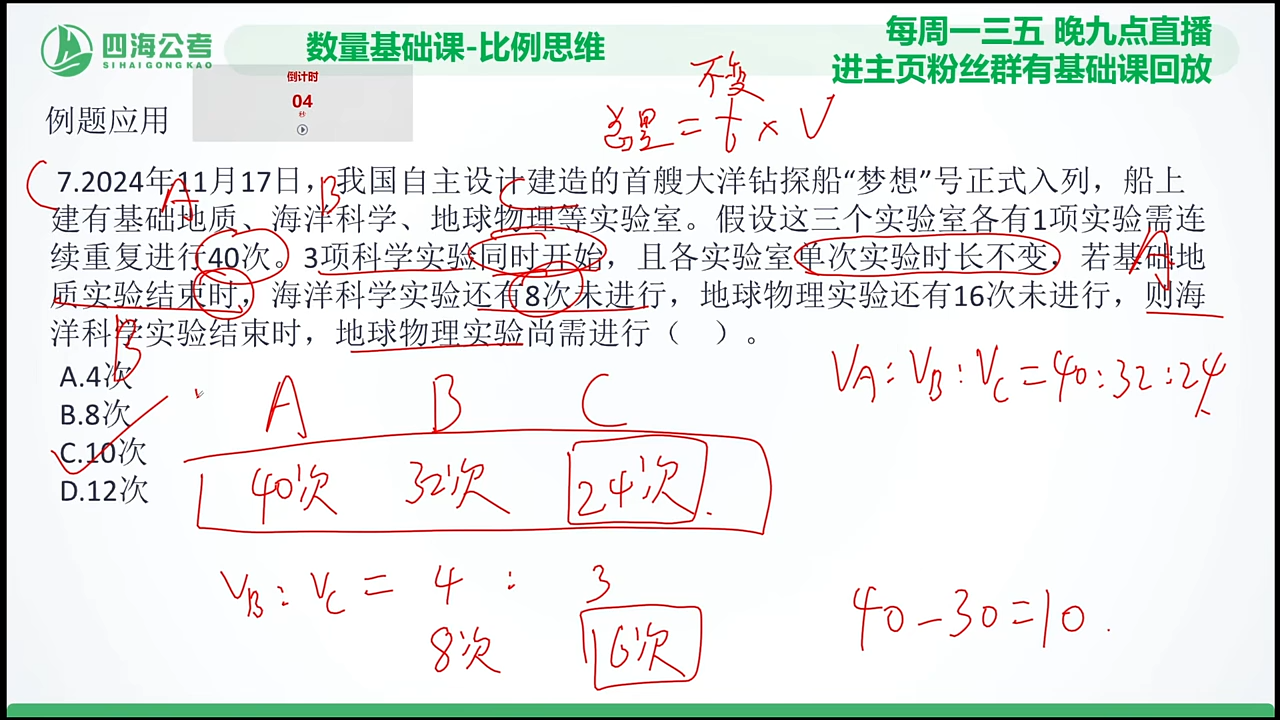 四海公考
SIHAIGONGKAO
数量基础课-比例思维
每周一三五 晚九点直播
进主页粉丝群有基础课回放
倒计时
04
秒
例题应用
不变
总量=t×V
C
A
B
C
7.2024年11月17日，我国自主设计建造的首艘大洋钻探船“梦想”号正式入列，船上
建有基础地质、海洋科学、地球物理等实验室。假设这三个实验室各有1项实验需连
续重复进行40次。3项科学实验同时开始，且各实验室单次实验时长不变，若基础地
质实验结束时，海洋科学实验还有8次未进行，地球物理实验还有16次未进行，则海
洋科学实验结束时，地球物理实验尚需进行（ ）。
A
B
A.4次
B.8次
C.10次
D.12次
VA:VB:VC=40:32:24
A B C
40次 32次 24次
VB:VC=4:3
8次 16次
40-30=10